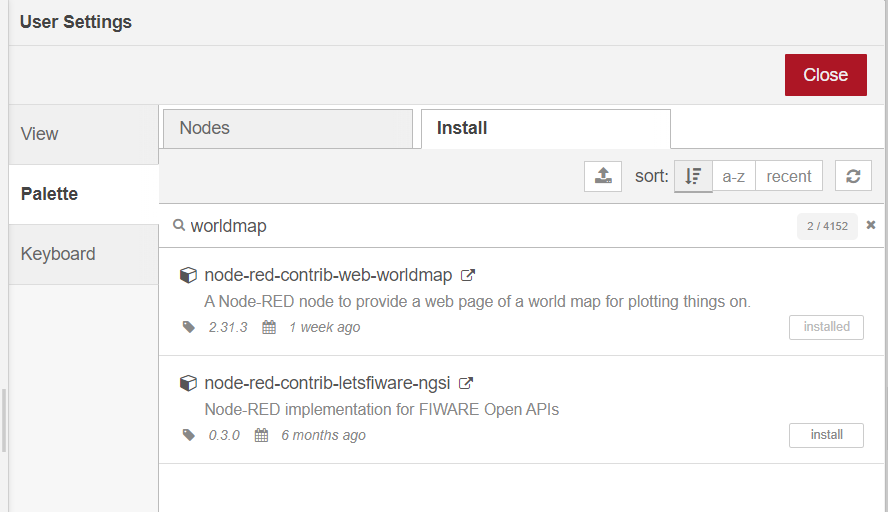 User Settings
Close
View
Palette
Keyboard
Nodes
Install
sort: a-z recent
worldmap
2 / 4152
node-red-contrib-web-worldmap
A Node-RED node to provide a web page of a world map for plotting things on.
2.31.3 1 week ago
installed
node-red-contrib-letsfiware-ngsi
Node-RED implementation for FIWARE Open APIs
0.3.0 6 months ago
install